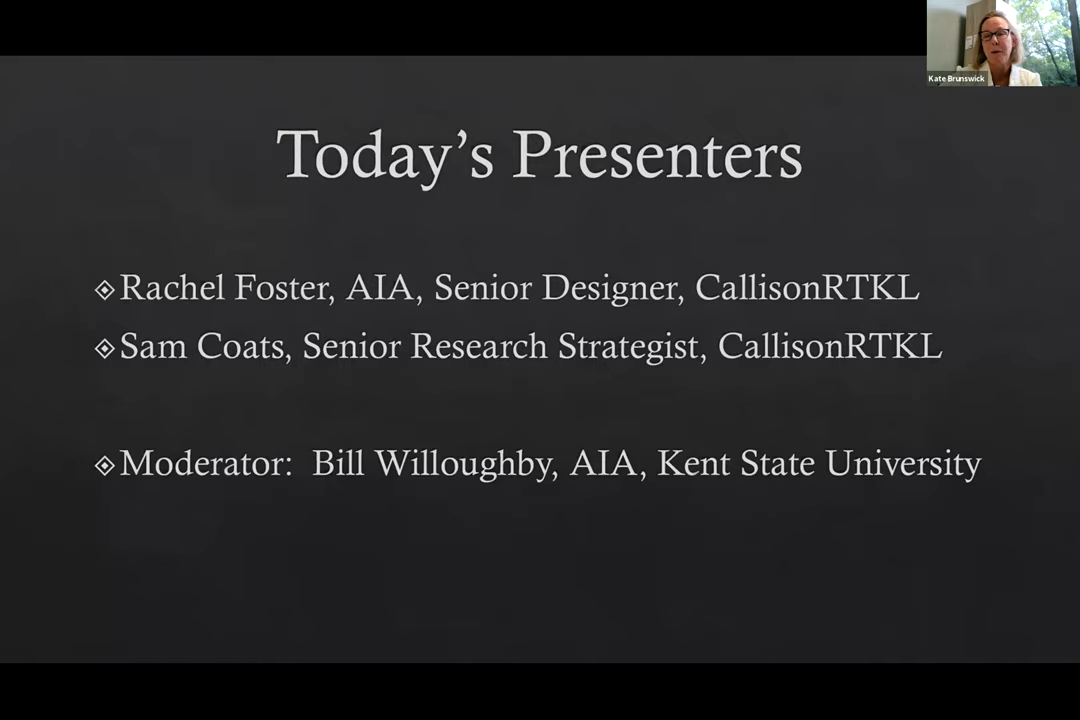 Kate Brunswick
Today's Presenters
Rachel Foster, AIA, Senior Designer, CallisonRTKL
Sam Coats, Senior Research Strategist, CallisonRTKL
Moderator:  Bill Willoughby, AIA, Kent State University